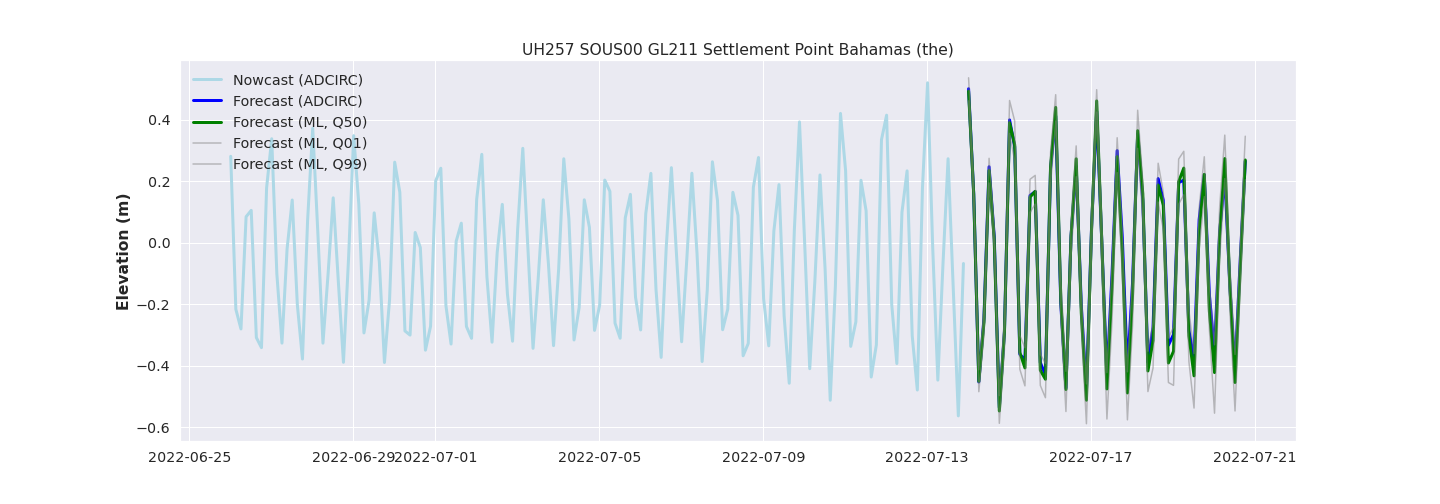 UH257 SOUS00 GL211 Settlement Point Bahamas (the)
Nowcast (ADCIRC)
Forecast (ADCIRC)
Forecast (ML, Q50)
Forecast (ML, Q01)
Forecast (ML, Q99)
Elevation (m)
0.4
0.2
0.0
−0.2
−0.4
−0.6
2022-06-25 2022-06-29 2022-07-01 2022-07-05 2022-07-09 2022-07-13 2022-07-17 2022-07-21